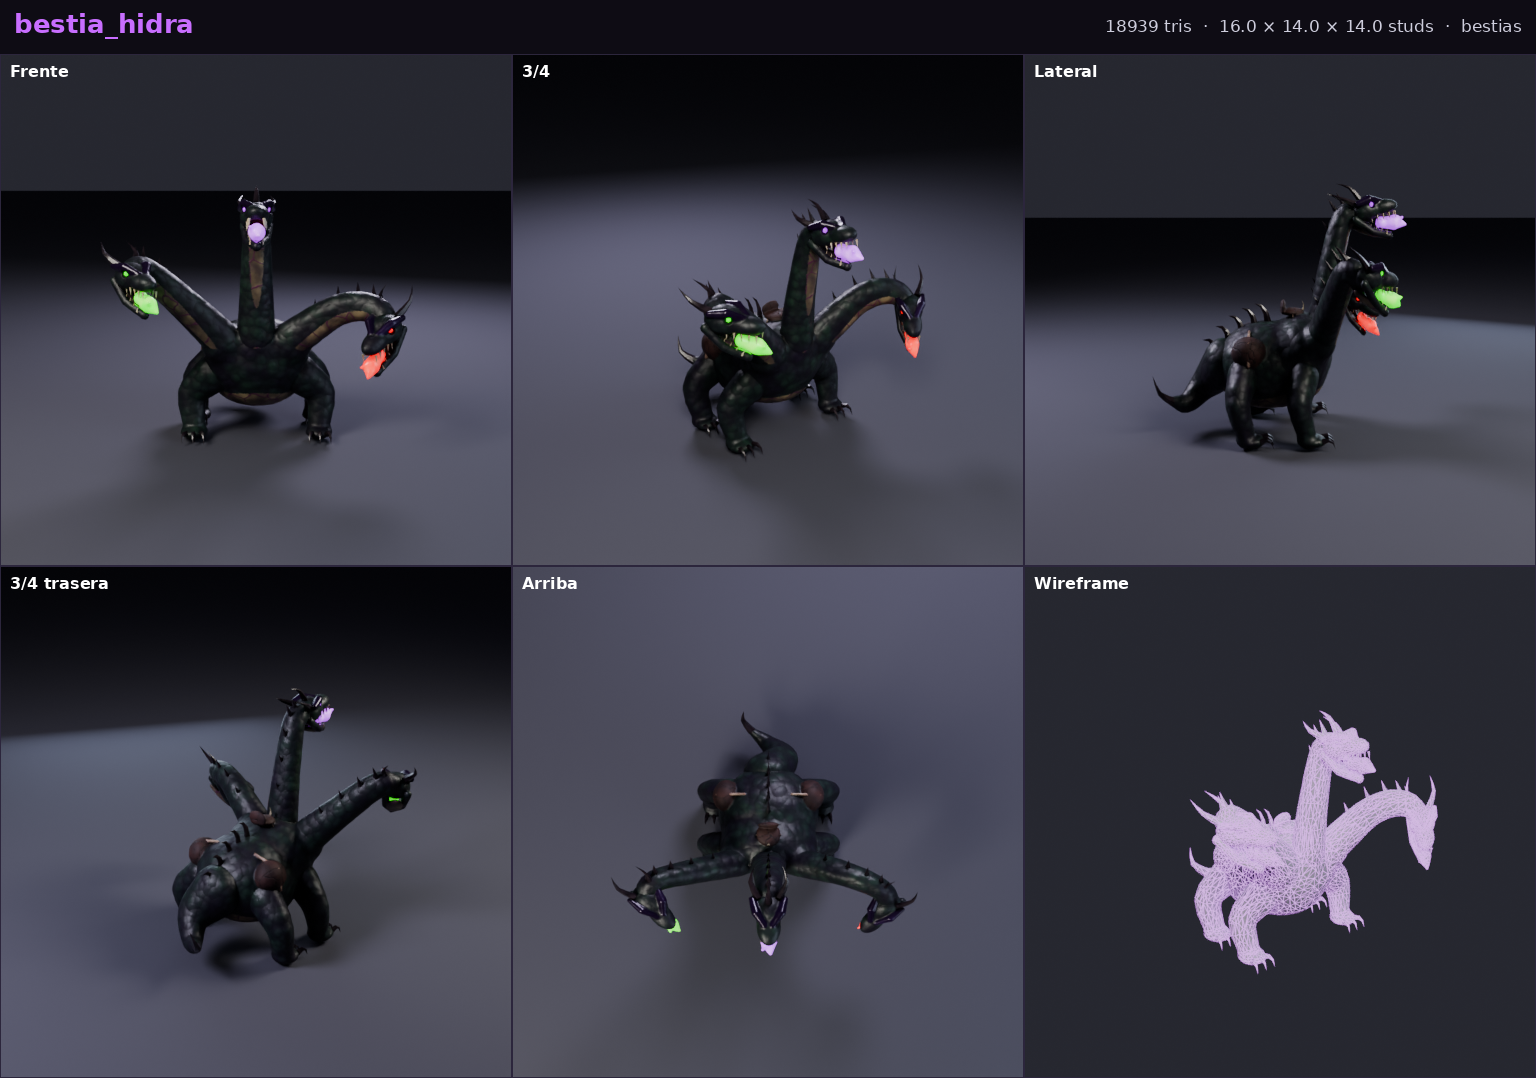 bestia_hidra
18939 tris · 16.0 × 14.0 × 14.0 studs · bestias
Frente
3/4
Lateral
3/4 trasera
Arriba
Wireframe